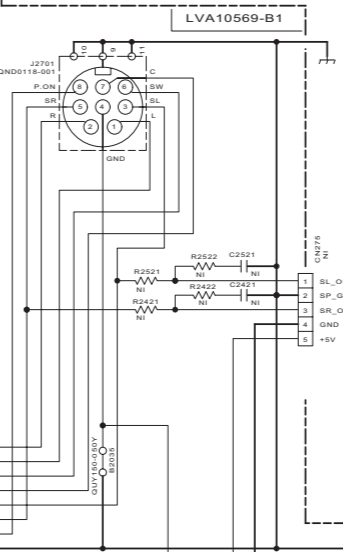 LVA10569-B1
10
9
11
J2701
QND0118-001
C
P.ON
8
7
6
SW
SR
5
4
3
SL
R
2
1
L
GND
CN275
NI
R2522
C2521
NI
NI
R2521
NI
1
SL_O
R2422
C2421
NI
NI
2
SP_G
R2421
NI
3
SR_O
4
GND
5
+5V
QUY150-050Y
B2035